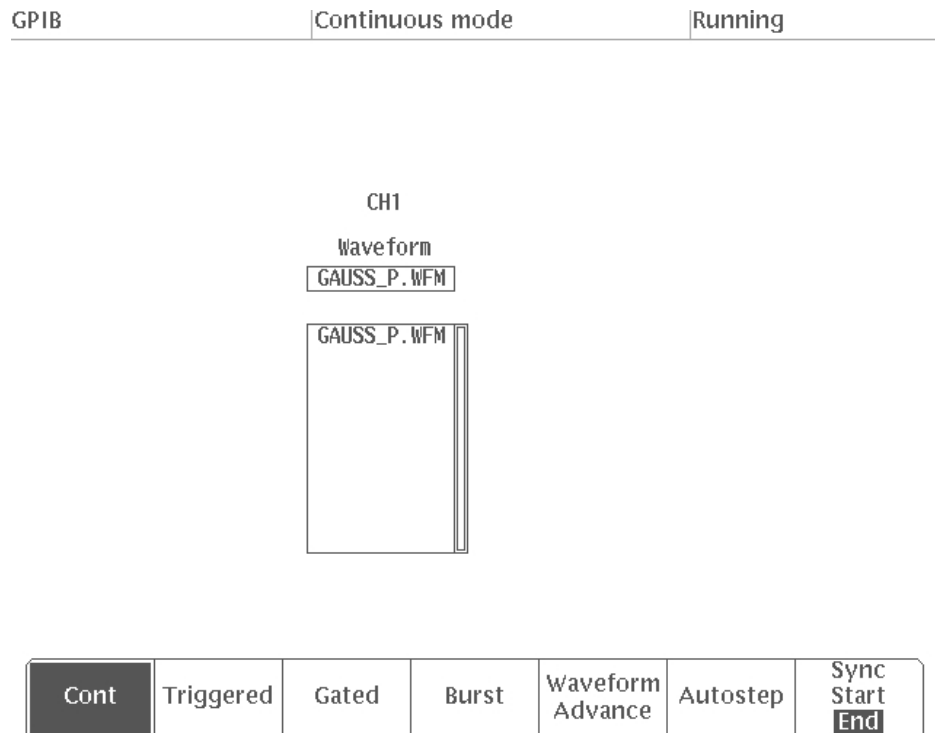 GPIB Continuous mode Running
CH1
Waveform
GAUSS_P.WFM
GAUSS_P.WFM
Cont
Triggered
Gated
Burst
Waveform
Advance
Autostep
Sync
Start
End